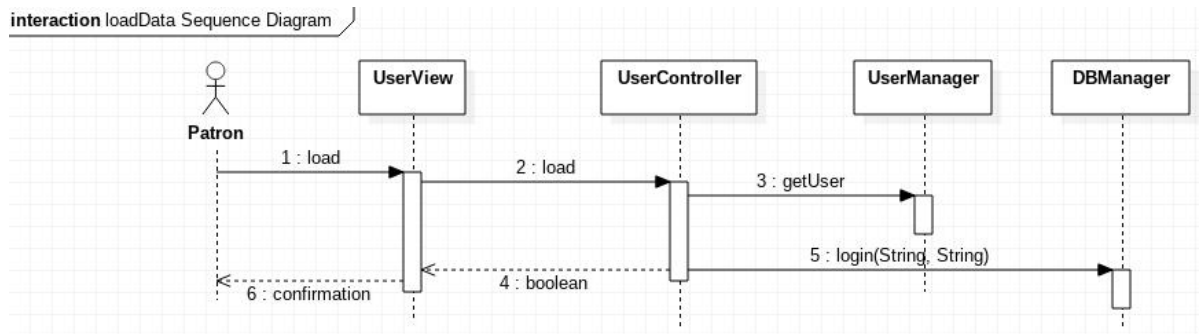 interaction loadData Sequence Diagram
UserView
UserController
UserManager
DBManager
Patron
1 : load
2 : load
3 : getUser
5 : login(String, String)
4 : boolean
6 : confirmation